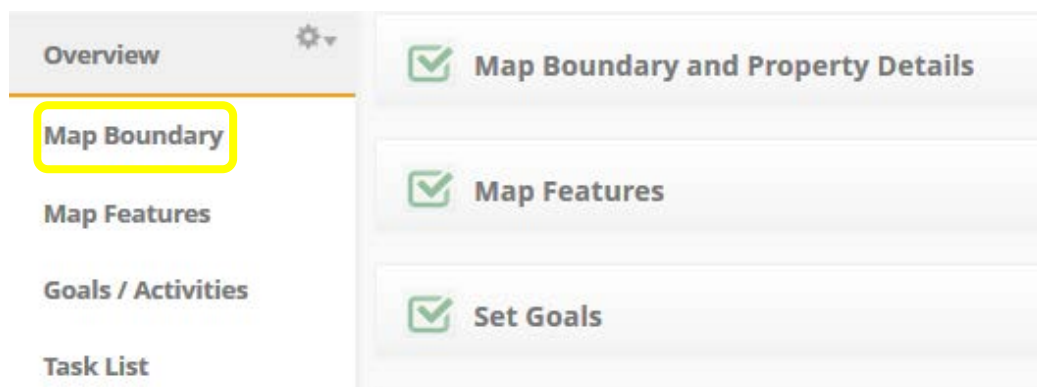 Overview
Map Boundary
Map Features
Goals / Activities
Task List
Map Boundary and Property Details
Map Features
Set Goals